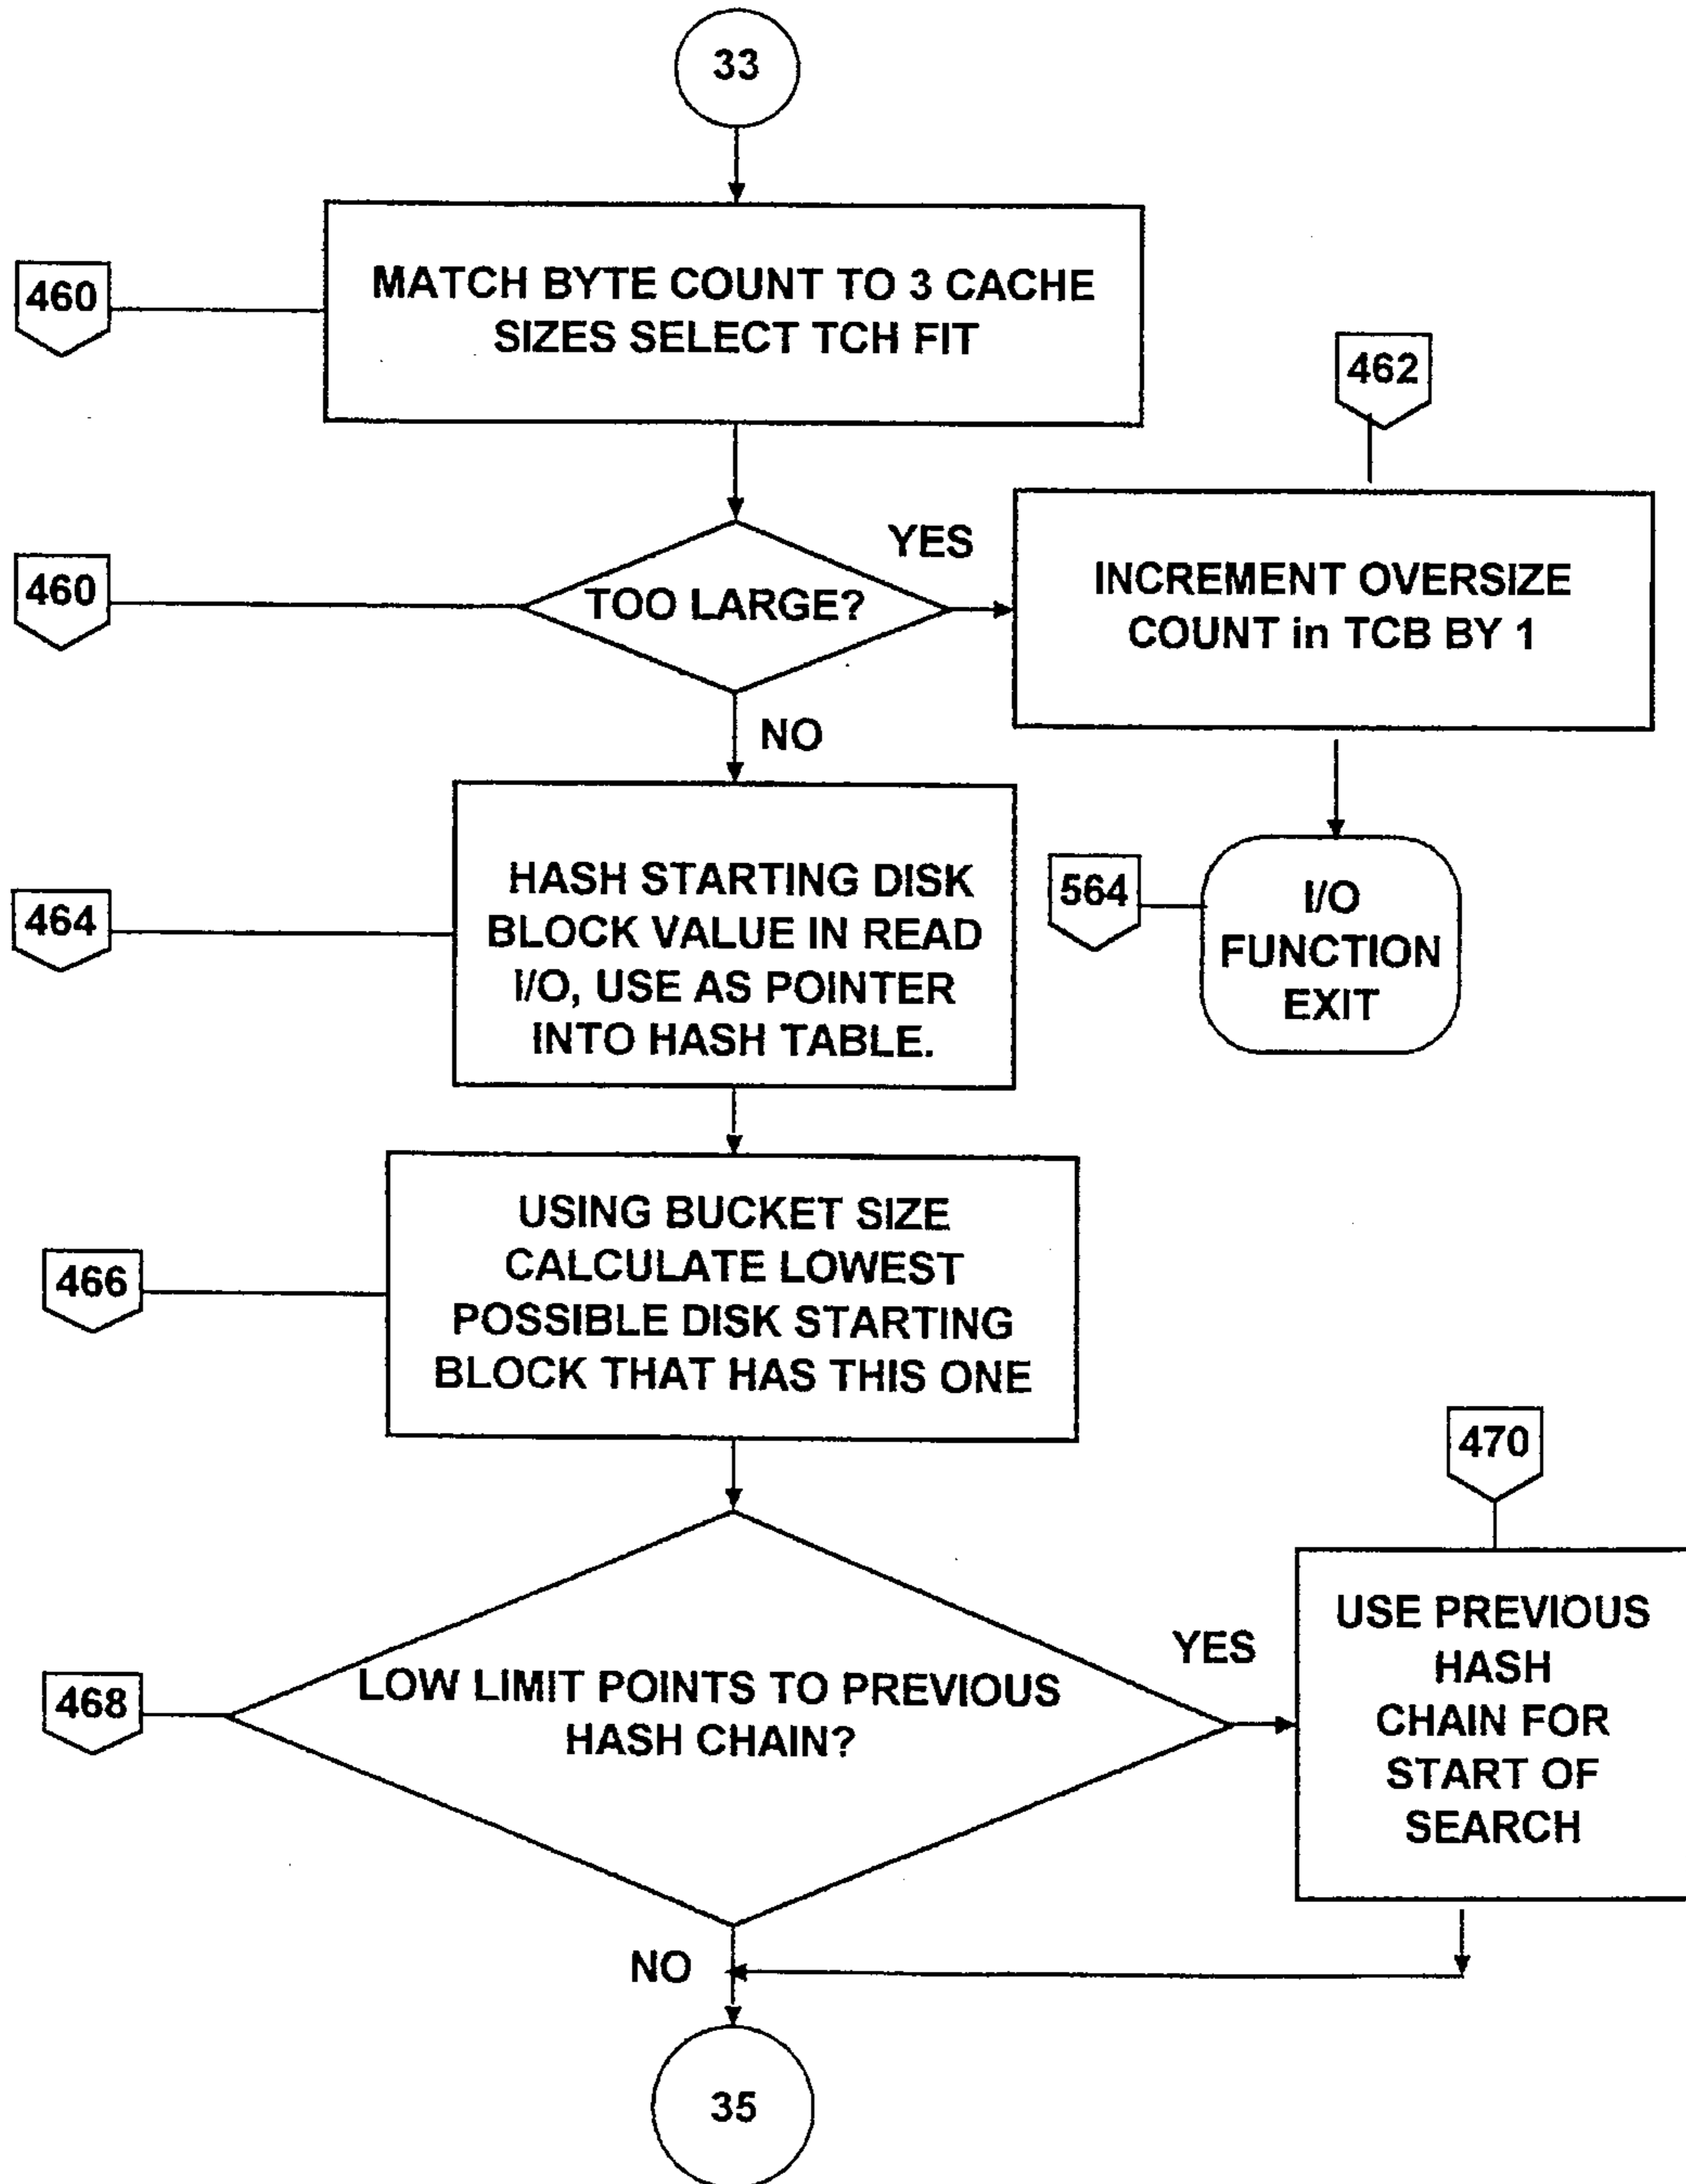 33
460
MATCH BYTE COUNT TO 3 CACHE
SIZES SELECT TCH FIT
462
460
TOO LARGE?
YES
INCREMENT OVERSIZE
COUNT in TCB BY 1
NO
564
I/O
FUNCTION
EXIT
464
HASH STARTING DISK
BLOCK VALUE IN READ
I/O, USE AS POINTER
INTO HASH TABLE.
466
USING BUCKET SIZE
CALCULATE LOWEST
POSSIBLE DISK STARTING
BLOCK THAT HAS THIS ONE
468
LOW LIMIT POINTS TO PREVIOUS
HASH CHAIN?
YES
470
USE PREVIOUS
HASH
CHAIN FOR
START OF
SEARCH
NO
35